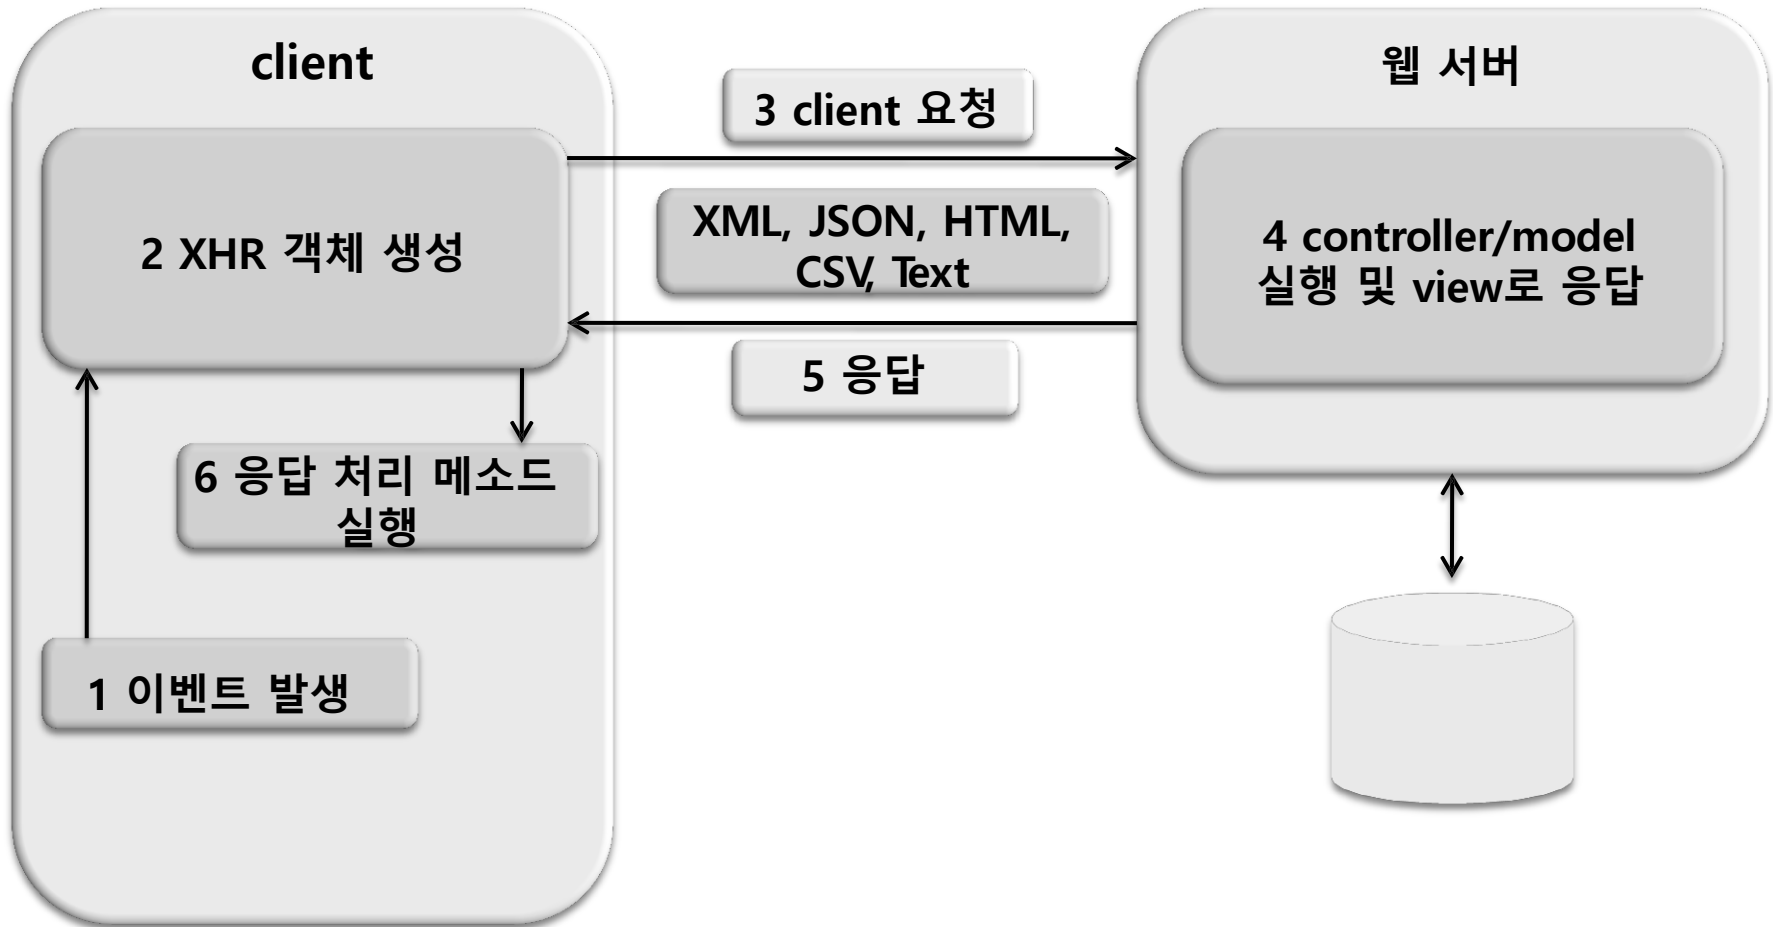 client
웹 서버
3 client 요청
2 XHR 객체 생성
XML, JSON, HTML,
CSV, Text
4 controller/model
실행 및 view로 응답
5 응답
6 응답 처리 메소드
실행
1 이벤트 발생